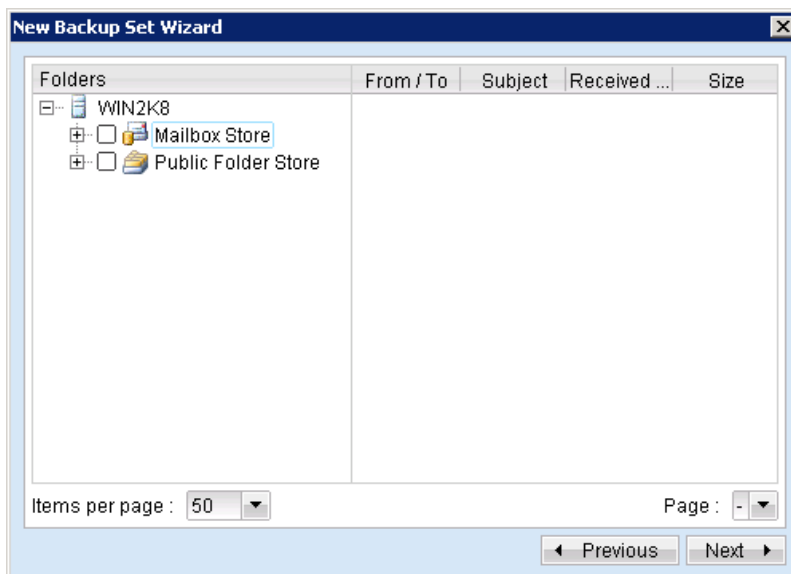 New Backup Set Wizard
Folders From / To Subject Received ... Size
WIN2K8
Mailbox Store
Public Folder Store
Items per page : 50 Page : -
Previous Next